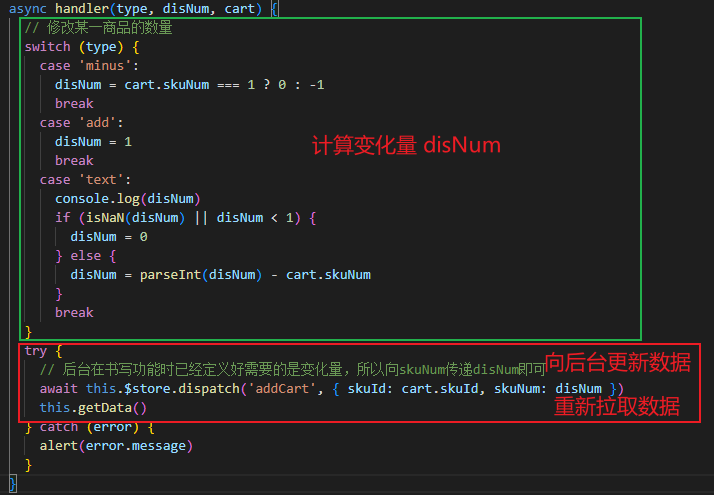 async handler(type, disNum, cart) {
// 修改某一商品的数量
switch (type) {
case 'minus':
disNum = cart.skuNum === 1 ? 0 : -1
break
case 'add':
disNum = 1
break
case 'text':
console.log(disNum)
if (isNaN(disNum) || disNum < 1) {
disNum = 0
} else {
disNum = parseInt(disNum) - cart.skuNum
}
break
}
计算变化量 disNum
try {
// 后台在书写功能时已经定义好需要的是变化量，所以向skuNum传递disNum即可
向后台更新数据
await this.$store.dispatch('addCart', { skuId: cart.skuId, skuNum: disNum })
this.getData()
重新拉取数据
} catch (error) {
alert(error.message)
}
}